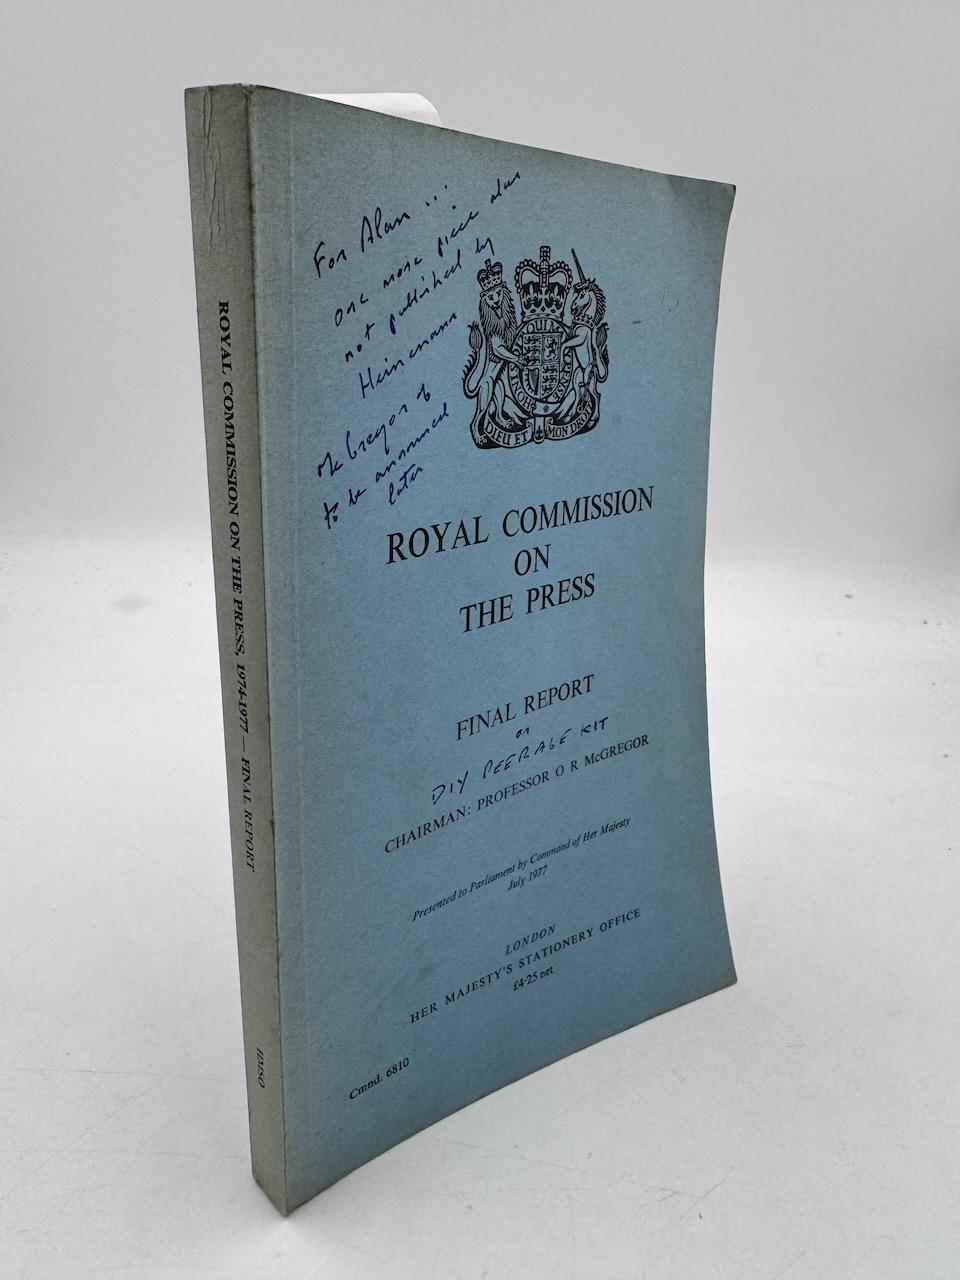 ROYAL COMMISSION ON THE PRESS, 1974-1977 — FINAL REPORT
HMSO
For Alan ...
one more piece alas
not published by
Heinemann
McGregor of
to be announced
later
DIEU ET MON DROIT
ROYAL COMMISSION
ON
THE PRESS
FINAL REPORT
or
DIY PEERAGE KIT
CHAIRMAN: PROFESSOR O R McGREGOR
Presented to Parliament by Command of Her Majesty
July 1977
LONDON
HER MAJESTY'S STATIONERY OFFICE
£4·25 net
Cmnd. 6810